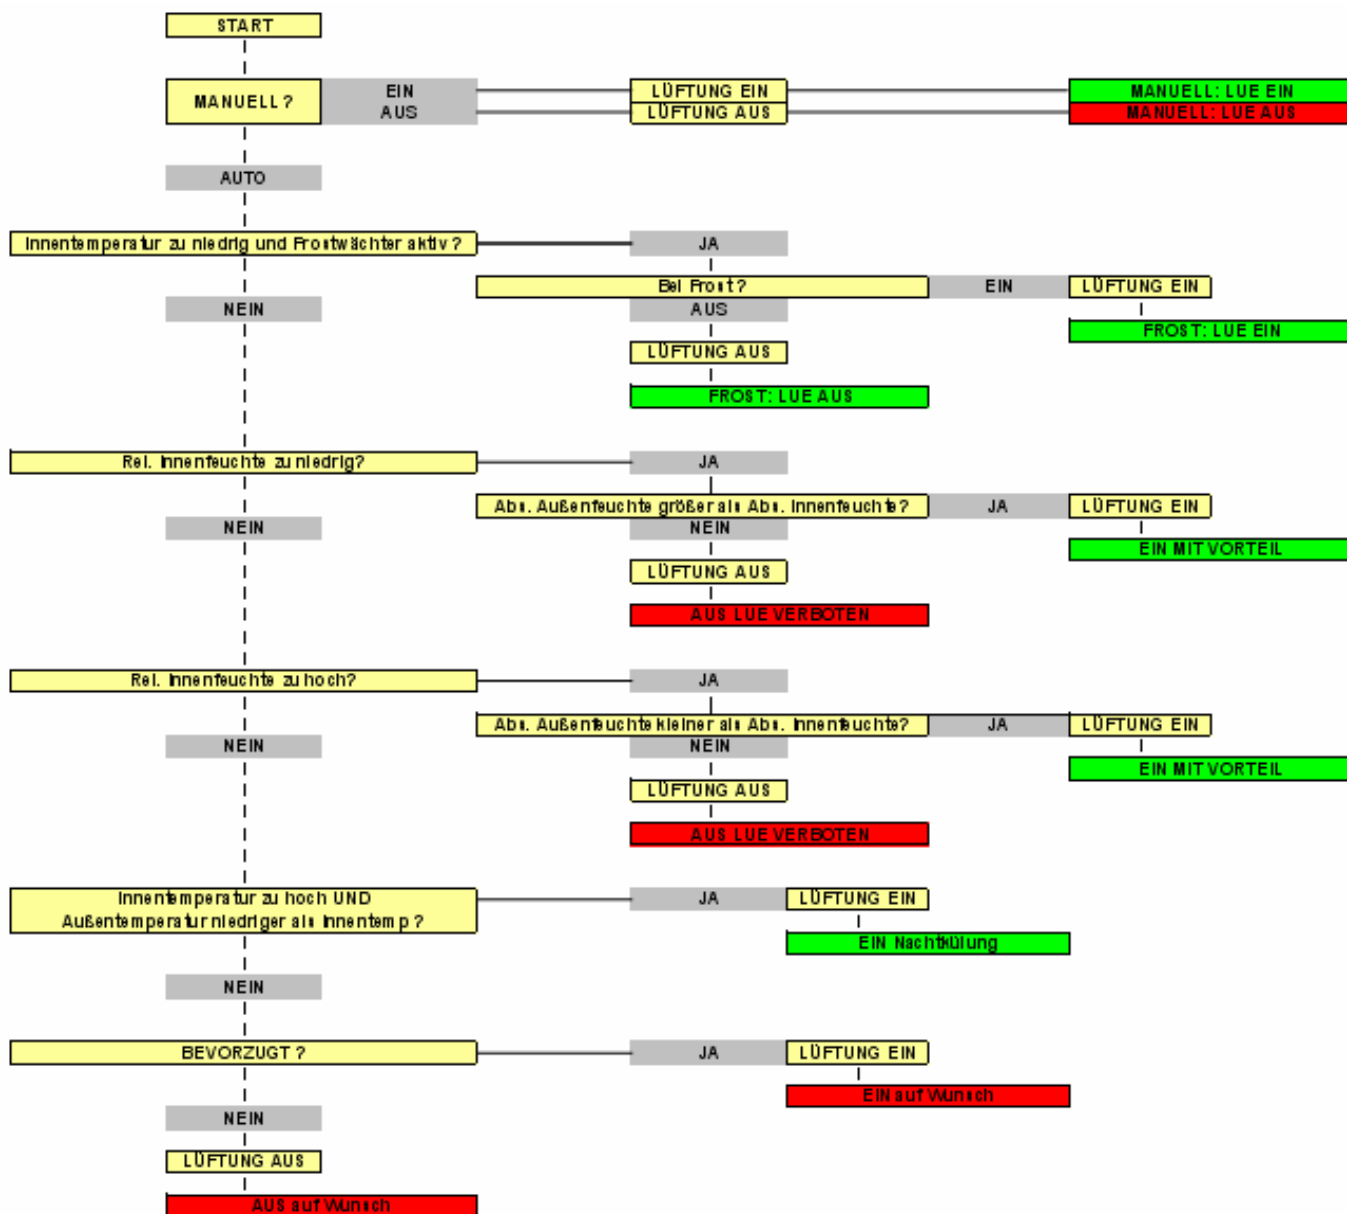 START
MANUELL?
EIN
LÜFTUNG EIN
MANUELL: LUE EIN
AUS
LÜFTUNG AUS
MANUELL: LUE AUS
AUTO
Innentemperatur zu niedrig und Frostwächter aktiv?
JA
Bei Frost?
EIN
LÜFTUNG EIN
NEIN
AUS
FROST: LUE EIN
LÜFTUNG AUS
FROST: LUE AUS
Rel. Innenfeuchte zu niedrig?
JA
Abs. Außenfeuchte größer als Abs. Innenfeuchte?
JA
LÜFTUNG EIN
NEIN
NEIN
EIN MIT VORTEIL
LÜFTUNG AUS
AUS LUE VERBOTEN
Rel. Innenfeuchte zu hoch?
JA
Abs. Außenfeuchte kleiner als Abs. Innenfeuchte?
JA
LÜFTUNG EIN
NEIN
NEIN
EIN MIT VORTEIL
LÜFTUNG AUS
AUS LUE VERBOTEN
Innentemperatur zu hoch UND
Außentemperatur niedriger als Innentemp?
JA
LÜFTUNG EIN
EIN Nachtkülung
NEIN
BEVORZUGT?
JA
LÜFTUNG EIN
EIN auf Wunsch
NEIN
LÜFTUNG AUS
AUS auf Wunsch